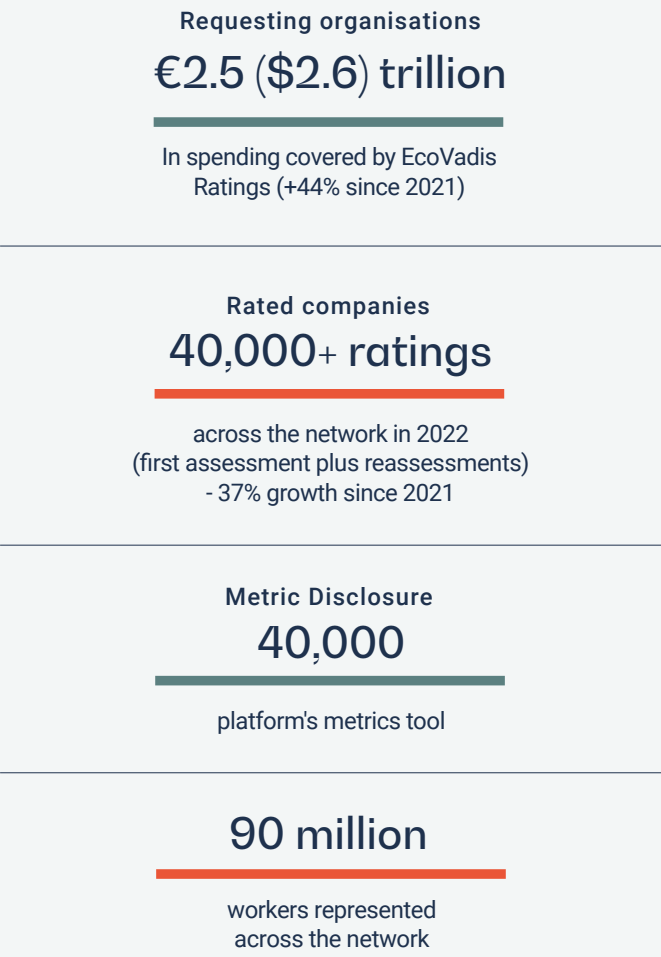 Requesting organisations
€2.5 ($2.6) trillion
In spending covered by EcoVadis
Ratings (+44% since 2021)
Rated companies
40,000+ ratings
across the network in 2022
(first assessment plus reassessments)
- 37% growth since 2021
Metric Disclosure
40,000
platform's metrics tool
90 million
workers represented
across the network